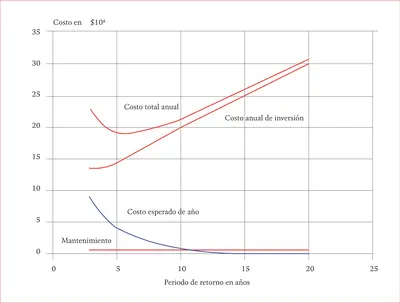 Costo en $10⁶
35
30
Costo total anual
25
Costo anual de inversión
20
15
10
Costo esperado de año
5
Mantenimiento
0
0 5 10 15 20 25
Periodo de retorno en años